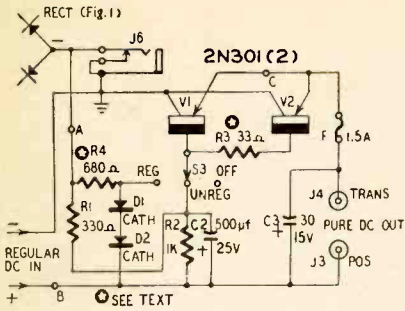 RECT (Fig.1)
J6
2N301(2)
C
V1
V2
R3 33Ω
F 1.5A
A
R4
680Ω
REG
S3 OFF
UNREG
D1
CATH
D2
CATH
R1
330Ω
R2
1K
C2
500µf
25V
C3
30
15V
J4 TRANS
PURE DC OUT
J3 POS
REGULAR
DC IN
B
SEE TEXT